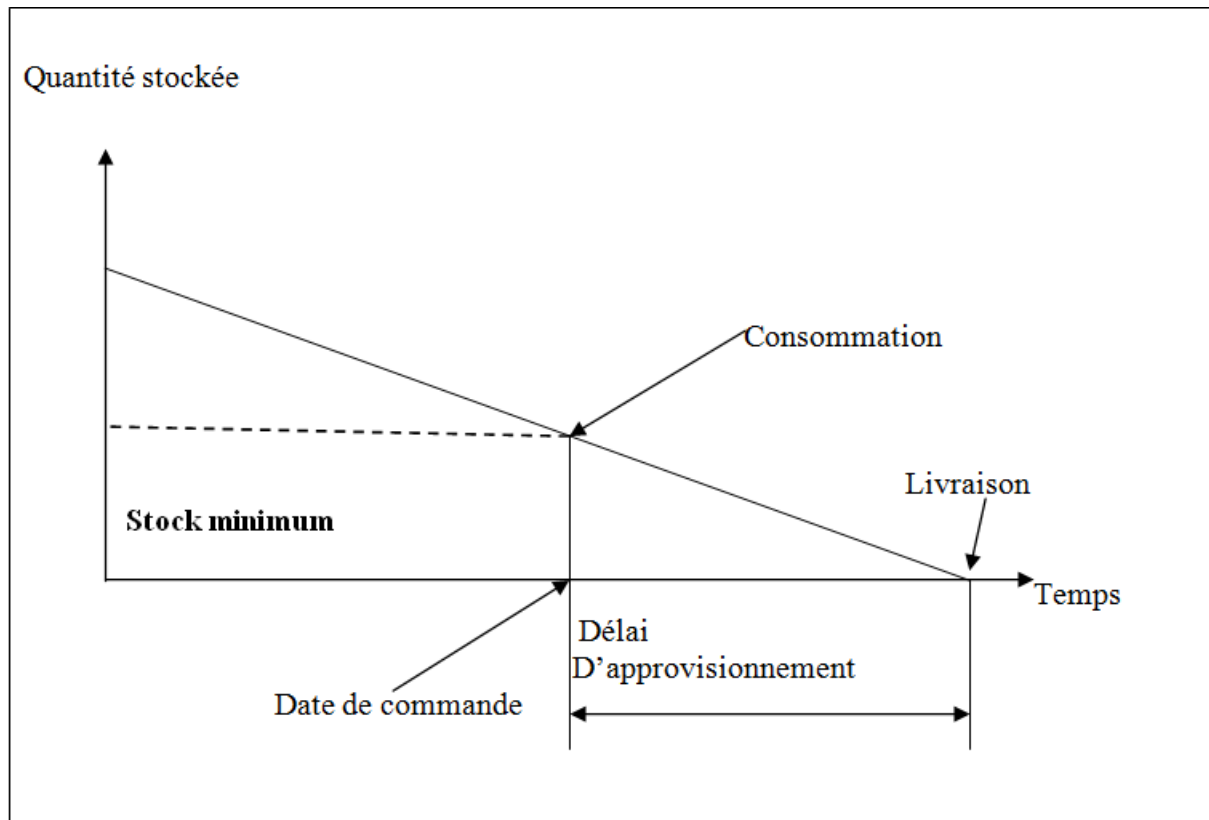 Quantité stockée
Consommation
Livraison
Stock minimum
Temps
Délai
D’approvisionnement
Date de commande